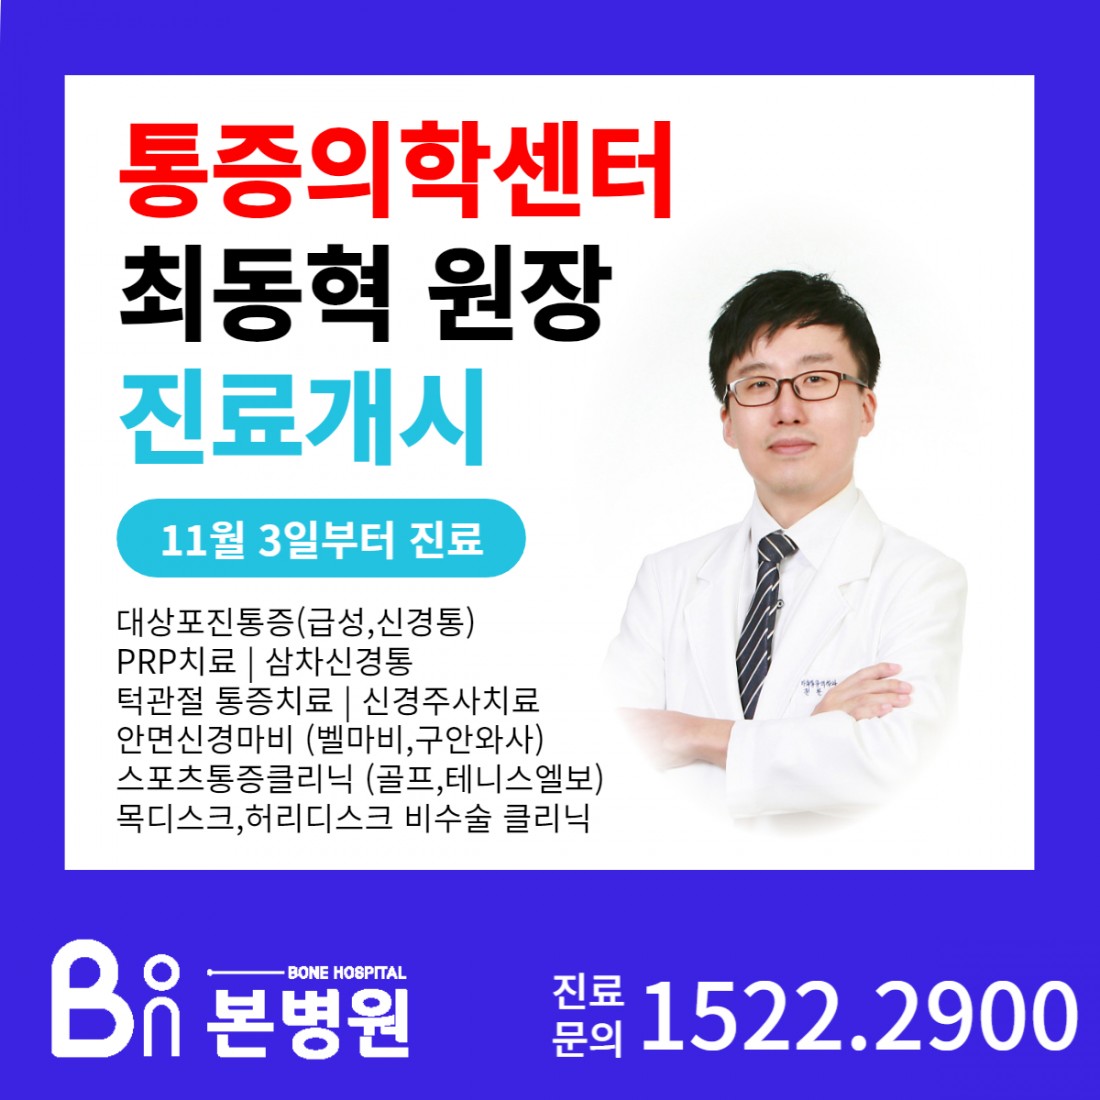 통증의학센터
최동혁 원장
진료개시
11월 3일부터 진료
대상포진통증(급성,신경통)
PRP치료 | 삼차신경통
턱관절 통증치료 | 신경주사치료
안면신경마비 (벨마비,구안와사)
스포츠통증클리닉 (골프,테니스엘보)
목디스크,허리디스크 비수술 클리닉
Bon
BONE HOSPITAL
본병원
진료
문의
1522.2900